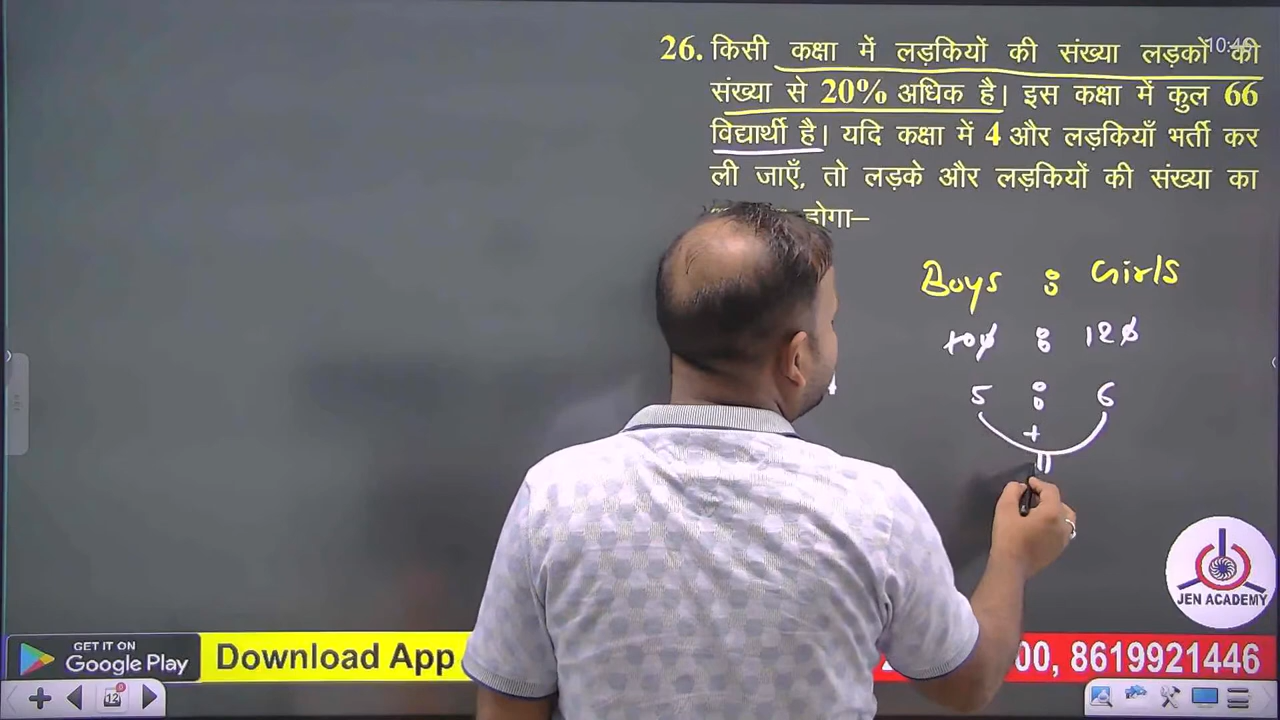 26. किसी कक्षा में लड़कियों की संख्या लड़कों की
10:46
संख्या से 20% अधिक है। इस कक्षा में कुल 66
विद्यार्थी है। यदि कक्षा में 4 और लड़कियाँ भर्ती कर
ली जाएँ, तो लड़के और लड़कियों की संख्या का
होगा–
Boys : Girls
100 : 120
5 : 6
+
11
JEN ACADEMY
GET IT ON
Google Play
Download App
00, 8619921446
12